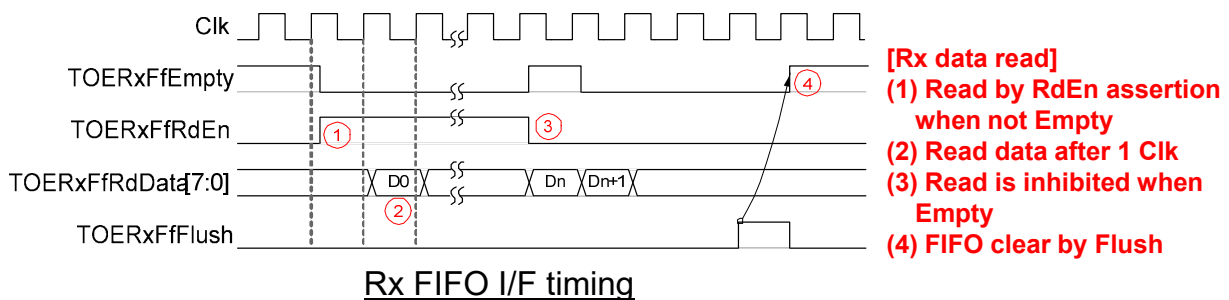 Clk
TOERxFfEmpty
TOERxFfRdEn
TOERxFfRdData[7:0]
TOERxFfFlush
1
2
3
4
D0
Dn
Dn+1
Rx FIFO I/F timing
[Rx data read]
(1) Read by RdEn assertion
when not Empty
(2) Read data after 1 Clk
(3) Read is inhibited when
Empty
(4) FIFO clear by Flush